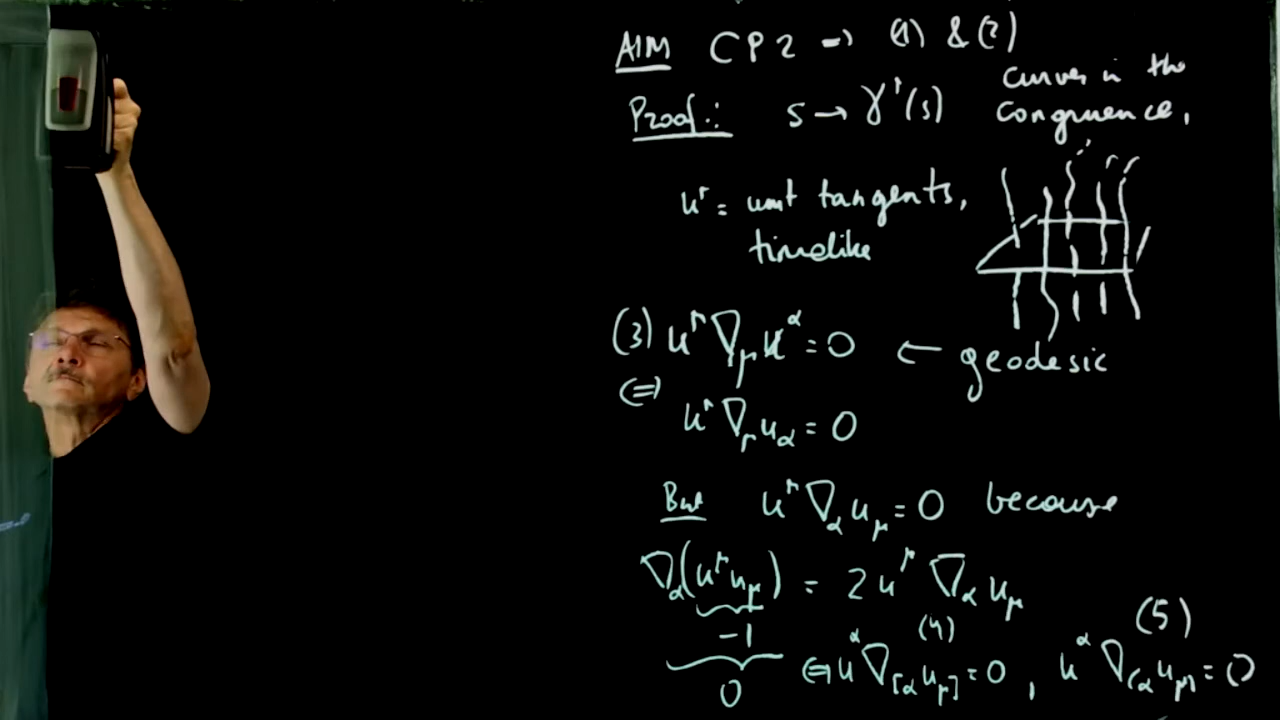 AIM CP2 ⇒ (1) & (2)
Proof: s → γ^μ(s) curves in the congruence,
u^μ = unit tangents, timelike
(3) u^μ ∇_μ u^α = 0 ← geodesic
⇔ u^μ ∇_μ u_α = 0
But u^μ ∇_α u_μ = 0 because
∇_α(u^μ u_μ) = 2 u^μ ∇_α u_μ
-1 (4) (5)
0 ⇔ u^α ∇_[α u_μ] = 0, u^α ∇_(α u_μ) = 0